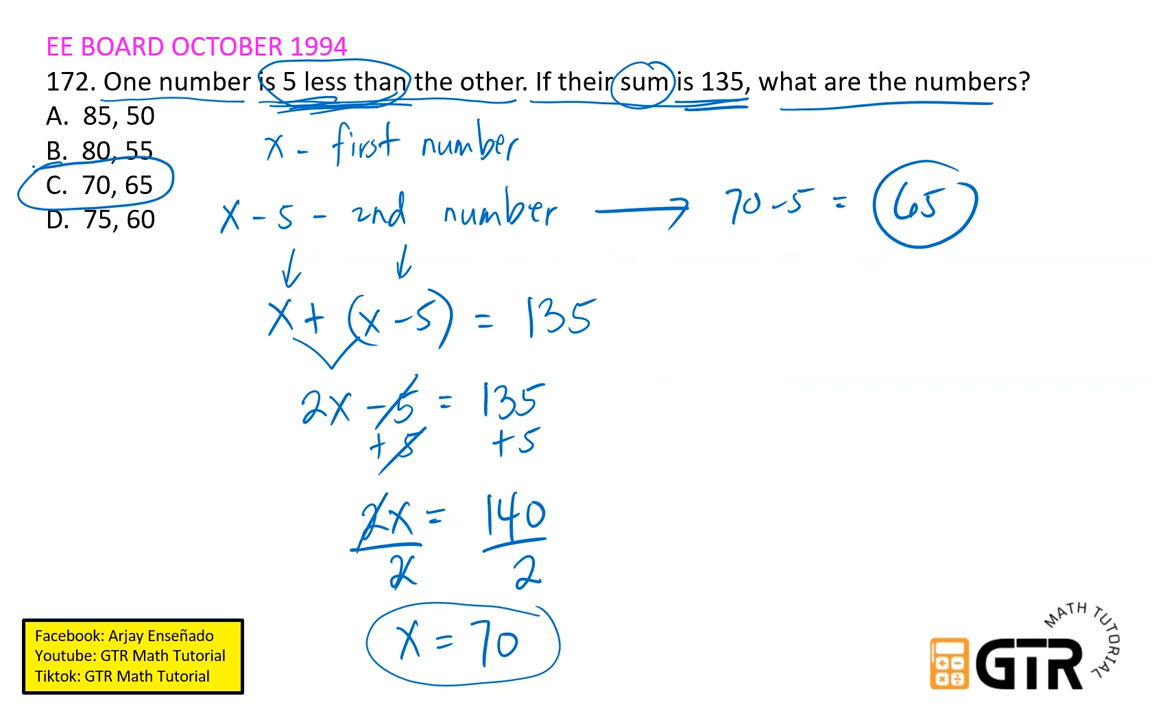 EE BOARD OCTOBER 1994
172. One number is 5 less than the other. If their sum is 135, what are the numbers?
A. 85, 50
B. 80, 55
C. 70, 65
D. 75, 60
x - first number
x - 5 - 2nd number → 70 - 5 = 65
x + (x - 5) = 135
2x - 5 = 135
+ 5 + 5
2x = 140
2 2
x = 70
Facebook: Arjay Enseñado
Youtube: GTR Math Tutorial
Tiktok: GTR Math Tutorial
MATH TUTORIAL
GTR